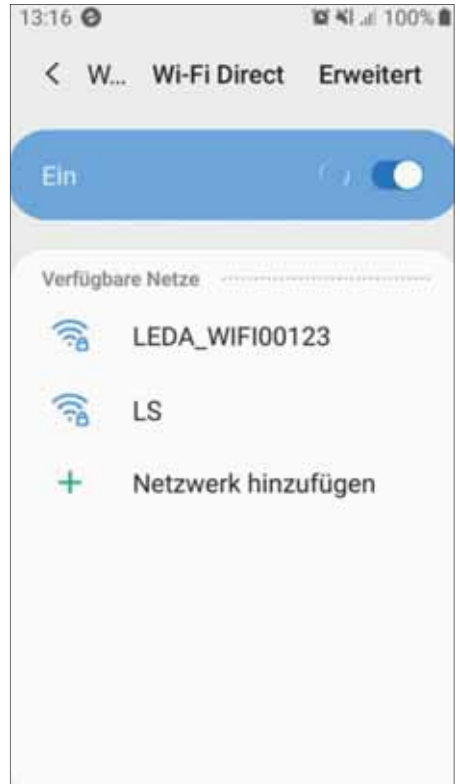 13:16 100%
W... Wi-Fi Direct Erweitert
Ein
Verfügbare Netze
LEDA_WIFI00123
LS
Netzwerk hinzufügen